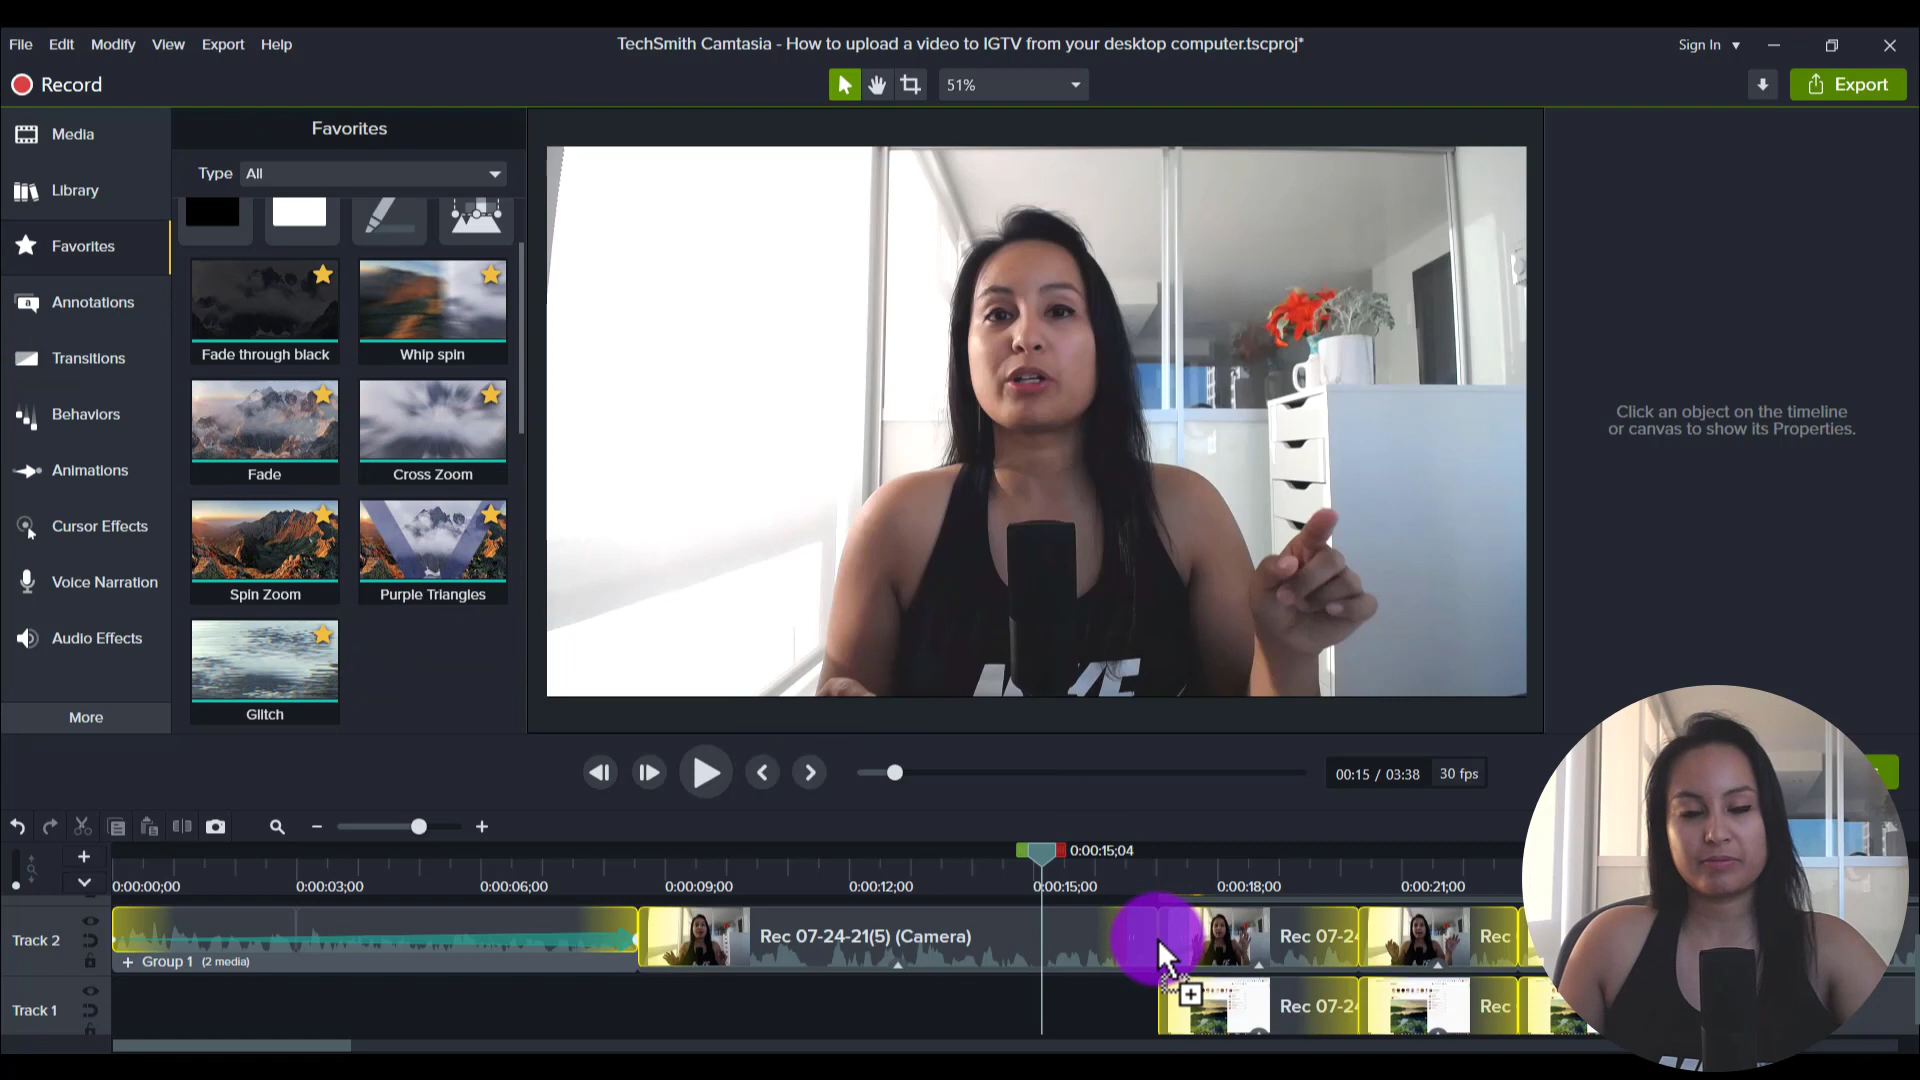 File Edit Modify View Export Help
TechSmith Camtasia - How to upload a video to IGTV from your desktop computer.tscproj*
Sign In
Record
51%
Export
Media
Library
Favorites
Annotations
Transitions
Behaviors
Animations
Cursor Effects
Voice Narration
Audio Effects
More
Favorites
Type All
Fade through black
Whip spin
Fade
Cross Zoom
Spin Zoom
Purple Triangles
Glitch
Click an object on the timeline
or canvas to show its Properties.
00:15 / 03:38 30 fps
0:00:15;04
0:00:00;00 0:00:03;00 0:00:06;00 0:00:09;00 0:00:12;00 0:00:15;00 0:00:18;00 0:00:21;00
Track 2
Rec 07-24-21(5) (Camera)
Rec 07-24
Rec
+ Group 1 (2 media)
Track 1
Rec 07-24
Rec